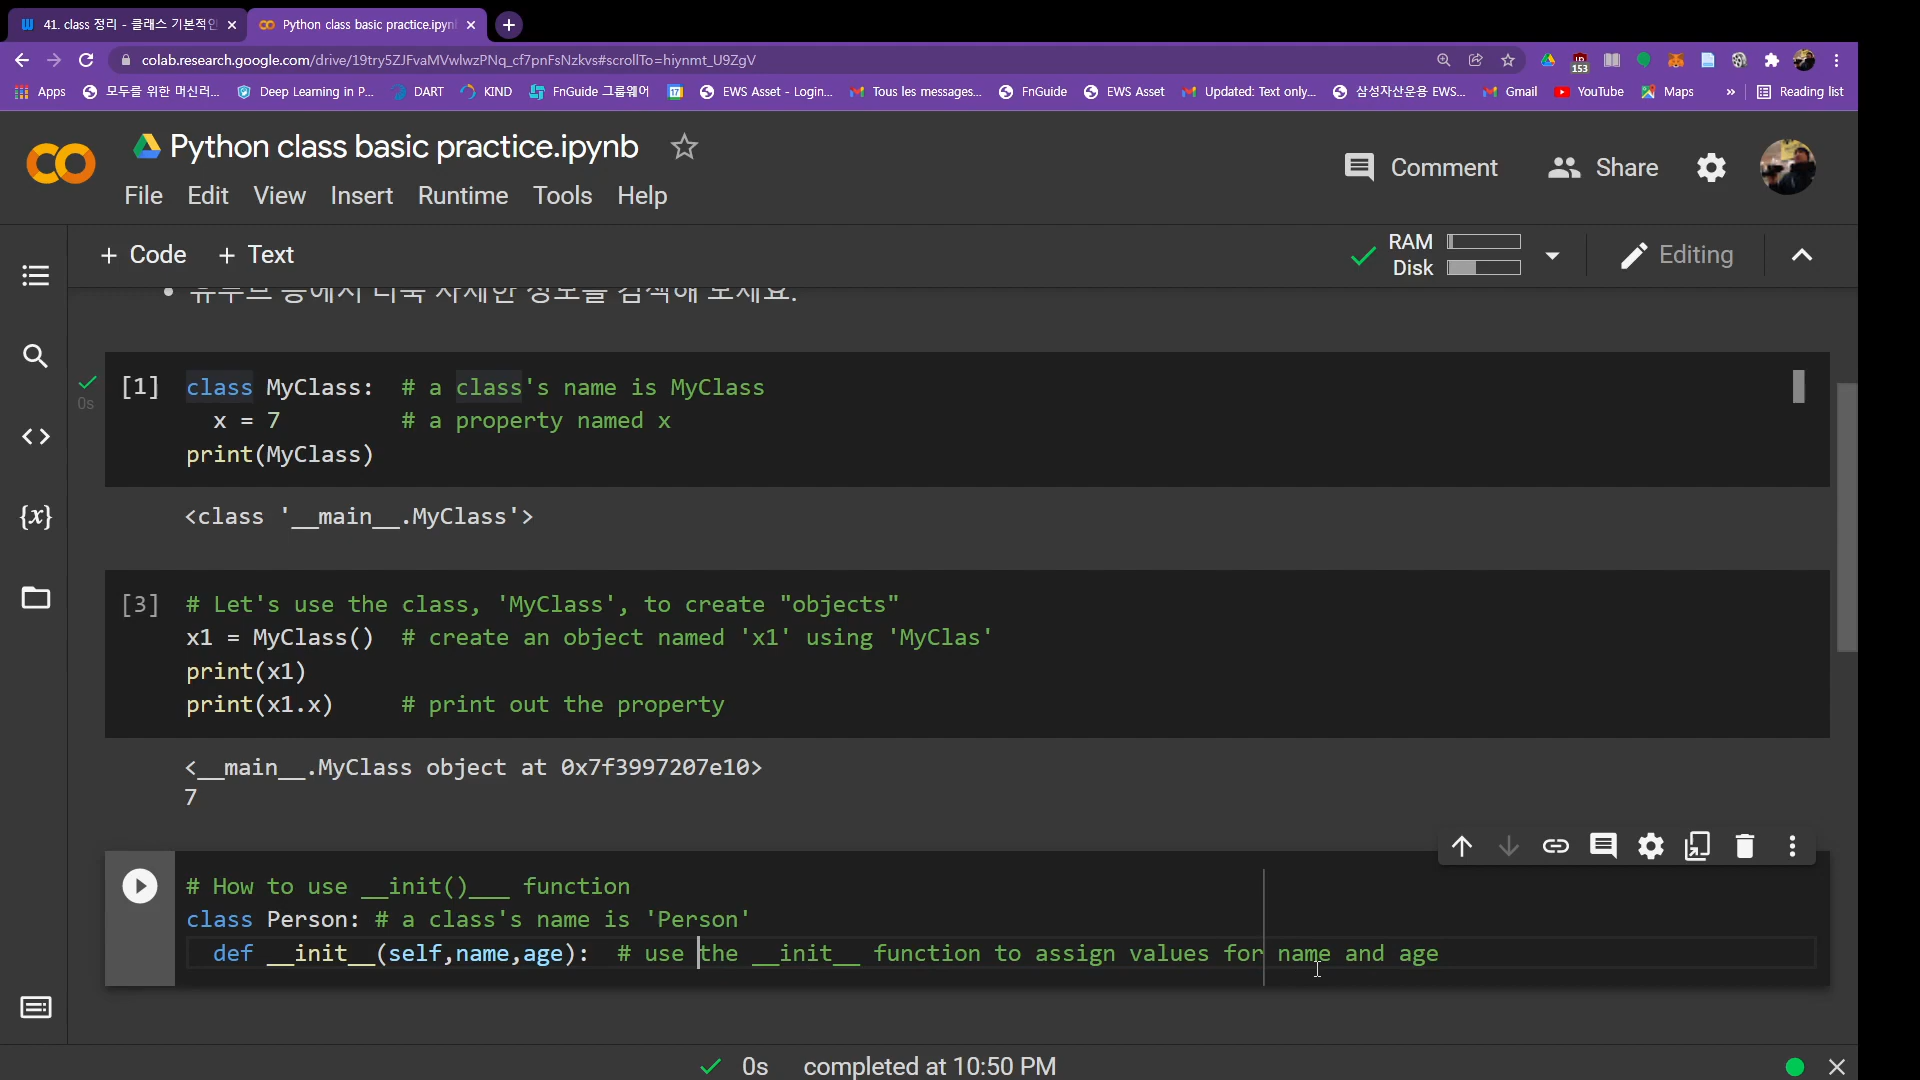 41. class 정리 - 클래스 기본적인
Python class basic practice.ipynb
colab.research.google.com/drive/19try5ZJFvaMVwlwzPNq_cf7pnFsNzkvs#scrollTo=hiynmt_U9ZgV
153
Apps 모두를 위한 머신러... Deep Learning in P... DART KIND FnGuide 그룹웨어 17 EWS Asset - Login... Tous les messages... FnGuide EWS Asset Updated: Text only... 삼성자산운용 EWS... Gmail YouTube Maps » Reading list
Python class basic practice.ipynb
Comment Share
File Edit View Insert Runtime Tools Help
+ Code + Text
RAM
Disk
Editing
• 유투브 등에서 더욱 자세한 정보를 검색해 보세요.
[1] class MyClass:  # a class's name is MyClass
0s
x = 7         # a property named x
print(MyClass)
<class '__main__.MyClass'>
{x}
[3] # Let's use the class, 'MyClass', to create "objects"
x1 = MyClass()  # create an object named 'x1' using 'MyClas'
print(x1)
print(x1.x)     # print out the property
<__main__.MyClass object at 0x7f3997207e10>
7
# How to use __init()___ function
class Person: # a class's name is 'Person'
def __init__(self,name,age):  # use the __init__ function to assign values for name and age
0s completed at 10:50 PM